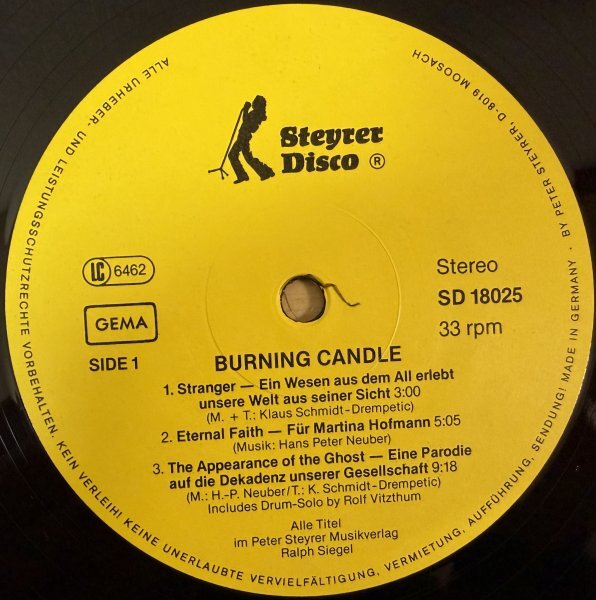 Steyrer
Disco ®
LC 6462
GEMA
SIDE 1
Stereo
SD 18025
33 rpm
BURNING CANDLE
1. Stranger — Ein Wesen aus dem All erlebt
unsere Welt aus seiner Sicht 3:00
(M. + T.: Klaus Schmidt-Drempetic)
2. Eternal Faith — Für Martina Hofmann 5:05
(Musik: Hans Peter Neuber)
3. The Appearance of the Ghost — Eine Parodie
auf die Dekadenz unserer Gesellschaft 9:18
(M.: H.-P. Neuber/T.: K. Schmidt-Drempetic)
Includes Drum-Solo by Rolf Vitzthum
Alle Titel
im Peter Steyrer Musikverlag
Ralph Siegel
ALLE URHEBER- UND LEISTUNGSSCHUTZRECHTE VORBEHALTEN. KEIN VERLEIH! KEINE UNERLAUBTE VERVIELFÄLTIGUNG, VERMIETUNG, AUFFÜHRUNG, SENDUNG! MADE IN GERMANY · BY PETER STEYRER, D-8019 MOOSACH